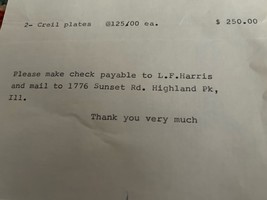 2- Crail plates @125/00 ea. $ 250.00
Please make check payable to L.F.Harris
and mail to 1776 Sunset Rd. Highland Pk,
Ill.
Thank you very much